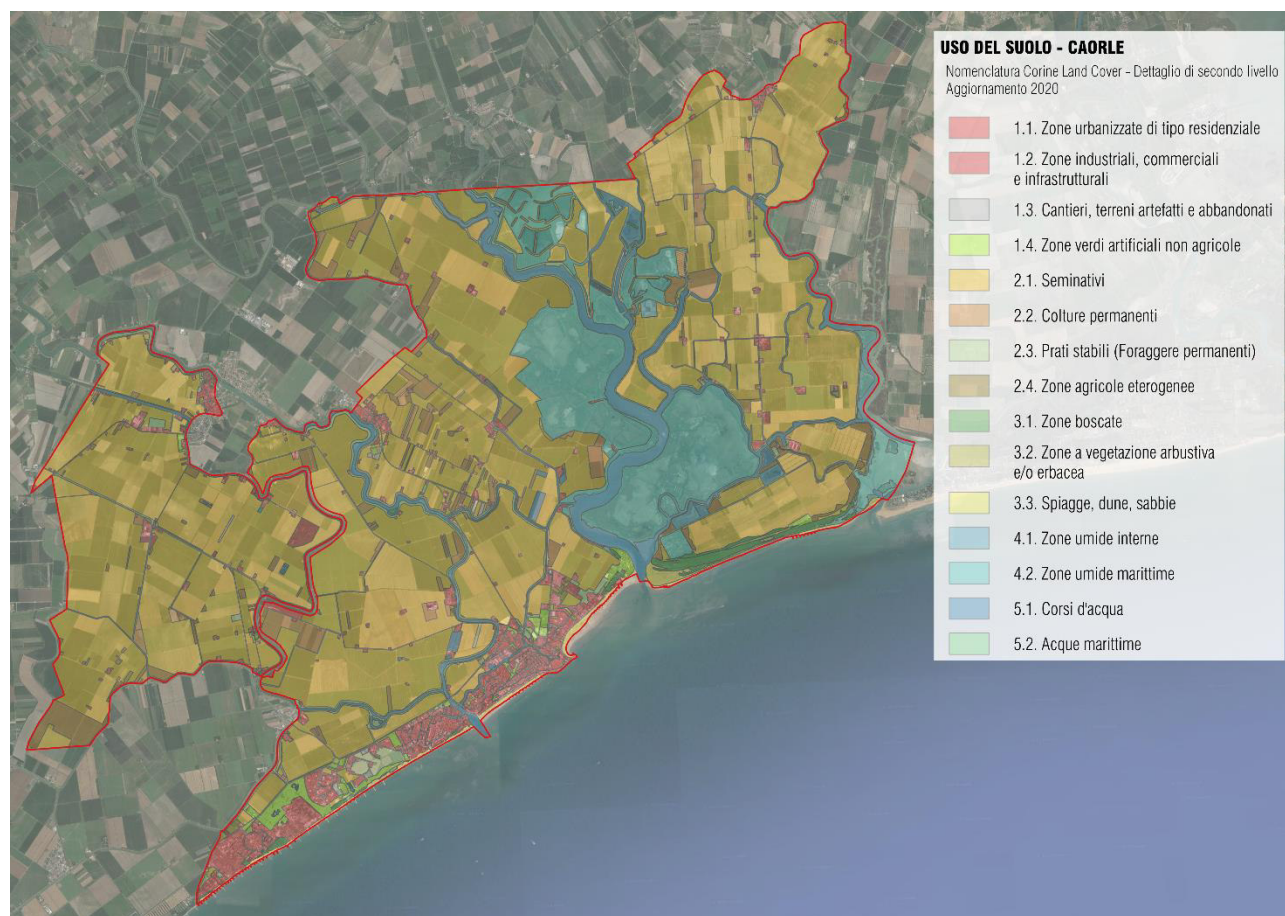 USO DEL SUOLO - CAORLE
Nomenclatura Corine Land Cover - Dettaglio di secondo livello
Aggiornamento 2020
1.1. Zone urbanizzate di tipo residenziale
1.2. Zone industriali, commerciali
e infrastrutturali
1.3. Cantieri, terreni artefatti e abbandonati
1.4. Zone verdi artificiali non agricole
2.1. Seminativi
2.2. Colture permanenti
2.3. Prati stabili (Foraggere permanenti)
2.4. Zone agricole eterogenee
3.1. Zone boscate
3.2. Zone a vegetazione arbustiva
e/o erbacea
3.3. Spiagge, dune, sabbie
4.1. Zone umide interne
4.2. Zone umide marittime
5.1. Corsi d'acqua
5.2. Acque marittime